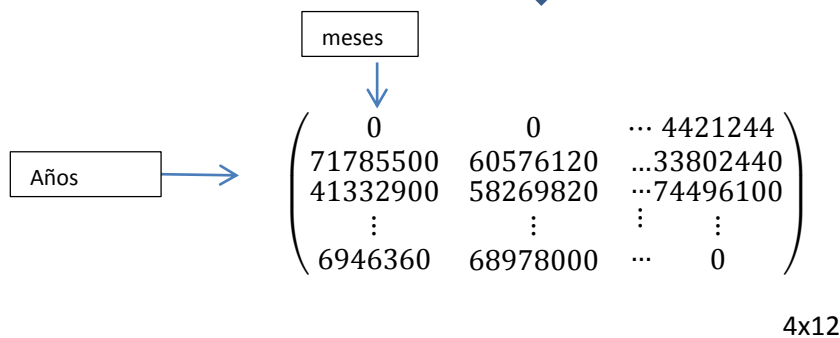 meses
Años
0 0 ⋯ 4421244
71785500 60576120 …33802440
41332900 58269820 ⋯74496100
⋮ ⋮ ⋮ ⋮
6946360 68978000 ⋯ 0
4x12